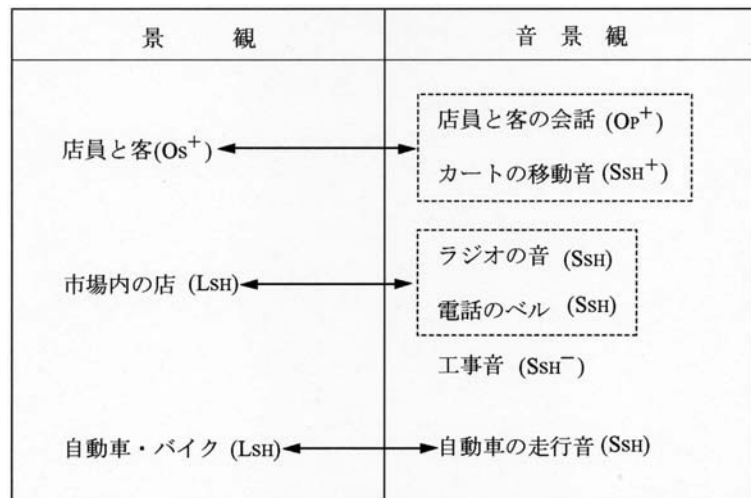 景 観 音 景 観
店員と客の会話 (OP+)
店員と客(OS+)
カートの移動音 (SSH+)
ラジオの音 (SSH)
市場内の店 (LSH)
電話のベル (SSH)
工事音 (SSH−)
自動車・バイク (LSH) 自動車の走行音 (SSH)